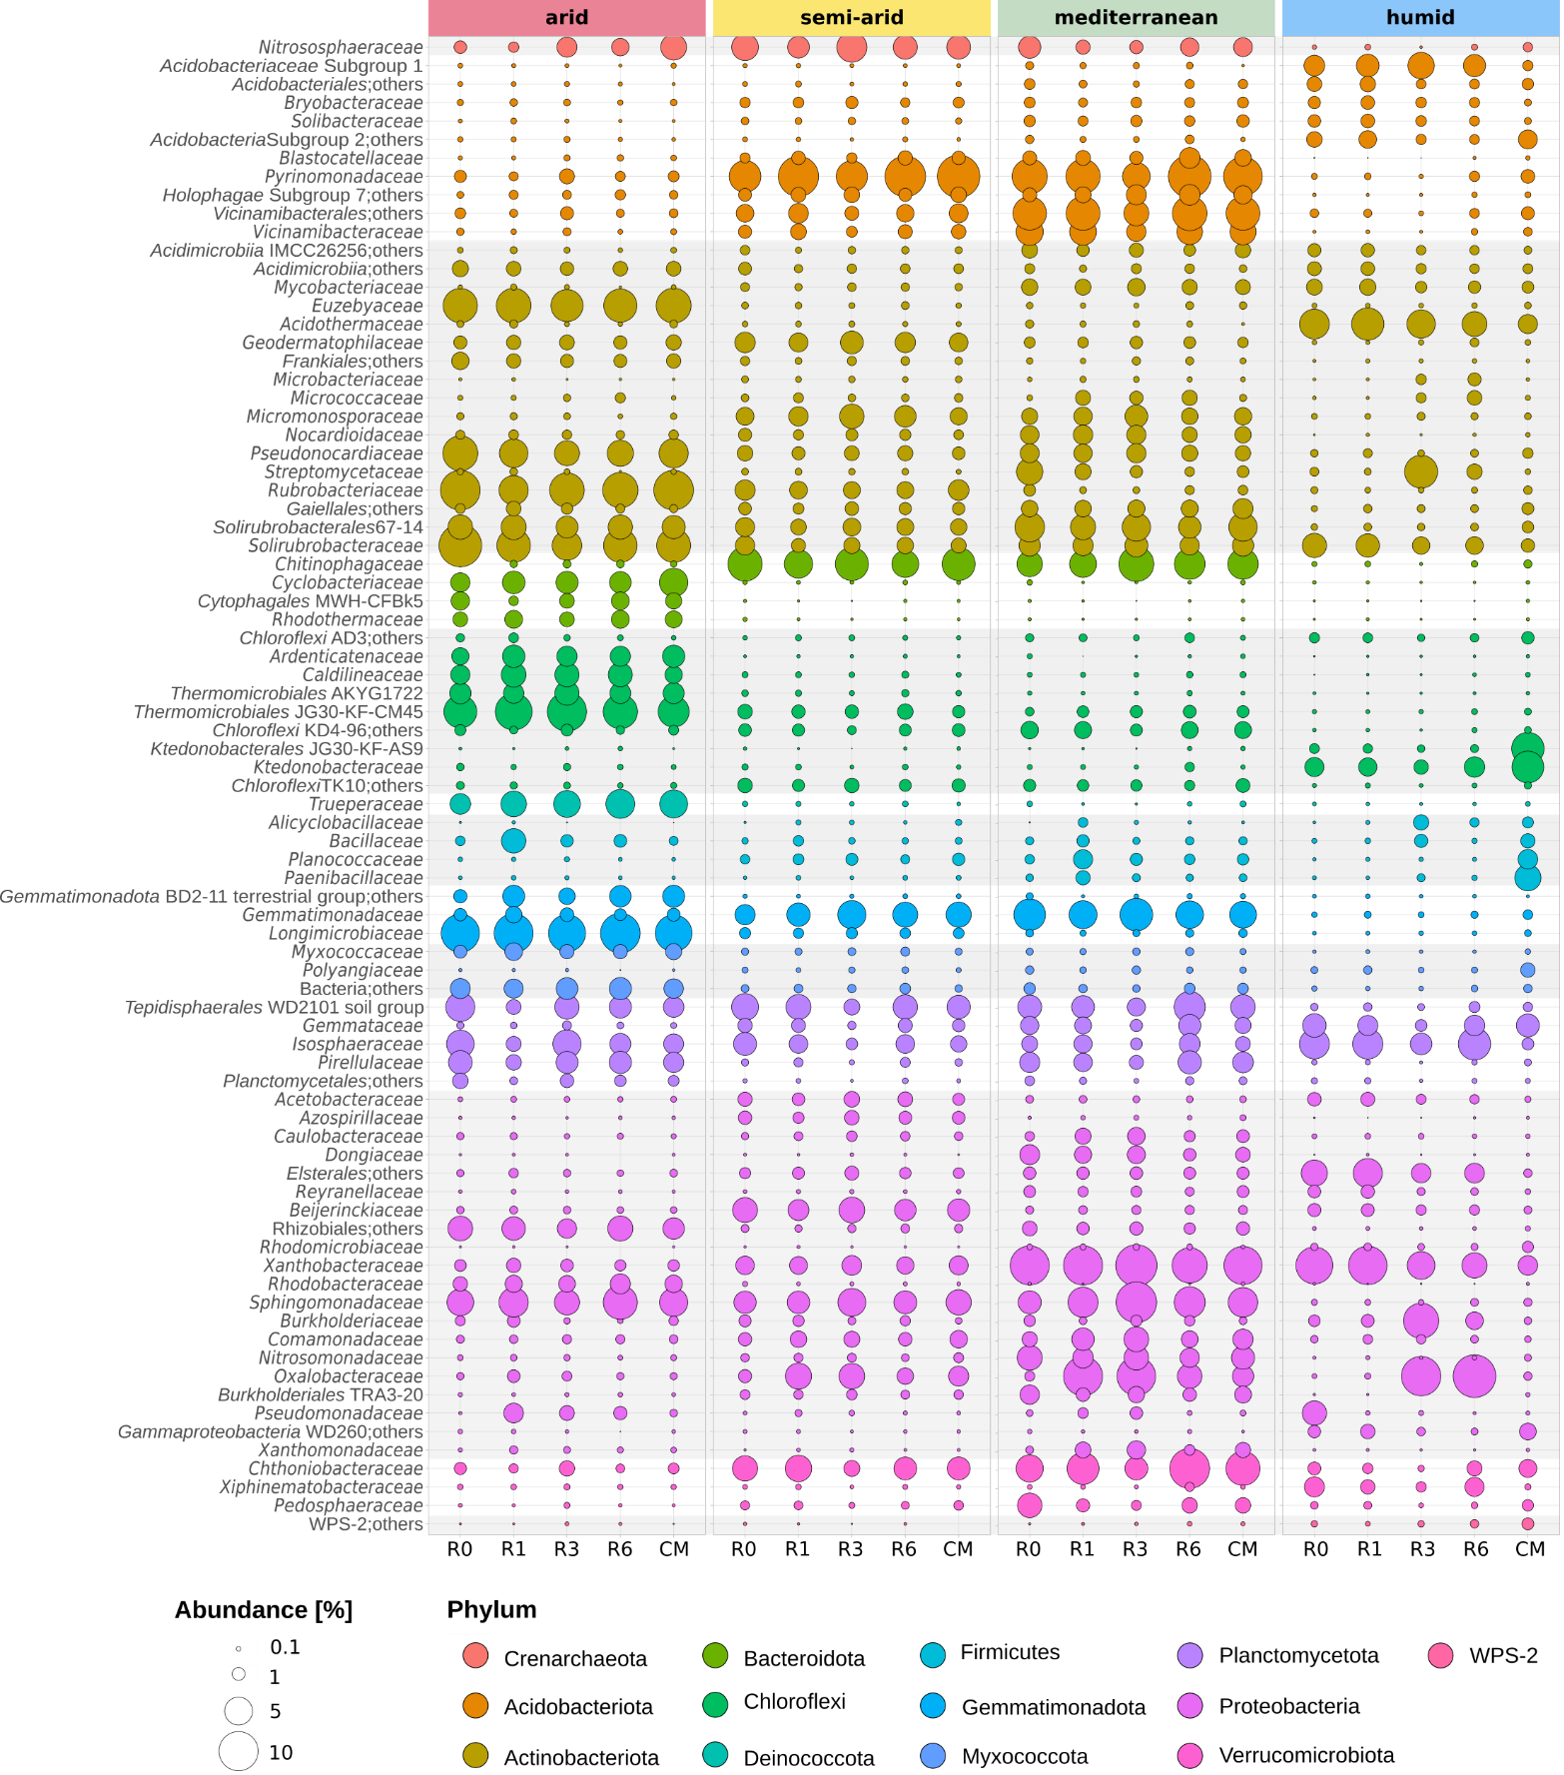 arid semi-arid mediterranean humid
Nitrososphaeraceae
Acidobacteriaceae Subgroup 1
Acidobacteriales;others
Bryobacteraceae
Solibacteraceae
AcidobacteriaSubgroup 2;others
Blastocatellaceae
Pyrinomonadaceae
Holophagae Subgroup 7;others
Vicinamibacterales;others
Vicinamibacteraceae
Acidimicrobiia IMCC26256;others
Acidimicrobiia;others
Mycobacteriaceae
Euzebyaceae
Acidothermaceae
Geodermatophilaceae
Frankiales;others
Microbacteriaceae
Micrococcaceae
Micromonosporaceae
Nocardioidaceae
Pseudonocardiaceae
Streptomycetaceae
Rubrobacteriaceae
Gaiellales;others
Solirubrobacterales67-14
Solirubrobacteraceae
Chitinophagaceae
Cyclobacteriaceae
Cytophagales MWH-CFBk5
Rhodothermaceae
Chloroflexi AD3;others
Ardenticatenaceae
Caldilineaceae
Thermomicrobiales AKYG1722
Thermomicrobiales JG30-KF-CM45
Chloroflexi KD4-96;others
Ktedonobacterales JG30-KF-AS9
Ktedonobacteraceae
ChloroflexiTK10;others
Trueperaceae
Alicyclobacillaceae
Bacillaceae
Planococcaceae
Paenibacillaceae
Gemmatimonadota BD2-11 terrestrial group;others
Gemmatimonadaceae
Longimicrobiaceae
Myxococcaceae
Polyangiaceae
Bacteria;others
Tepidisphaerales WD2101 soil group
Gemmataceae
Isosphaeraceae
Pirellulaceae
Planctomycetales;others
Acetobacteraceae
Azospirillaceae
Caulobacteraceae
Dongiaceae
Elsterales;others
Reyranellaceae
Beijerinckiaceae
Rhizobiales;others
Rhodomicrobiaceae
Xanthobacteraceae
Rhodobacteraceae
Sphingomonadaceae
Burkholderiaceae
Comamonadaceae
Nitrosomonadaceae
Oxalobacteraceae
Burkholderiales TRA3-20
Pseudomonadaceae
Gammaproteobacteria WD260;others
Xanthomonadaceae
Chthoniobacteraceae
Xiphinematobacteraceae
Pedosphaeraceae
WPS-2;others
R0 R1 R3 R6 CM R0 R1 R3 R6 CM R0 R1 R3 R6 CM R0 R1 R3 R6 CM
Abundance [%]
0.1
1
5
10
Phylum
Crenarchaeota
Acidobacteriota
Actinobacteriota
Bacteroidota
Chloroflexi
Deinococcota
Firmicutes
Gemmatimonadota
Myxococcota
Planctomycetota
Proteobacteria
Verrucomicrobiota
WPS-2